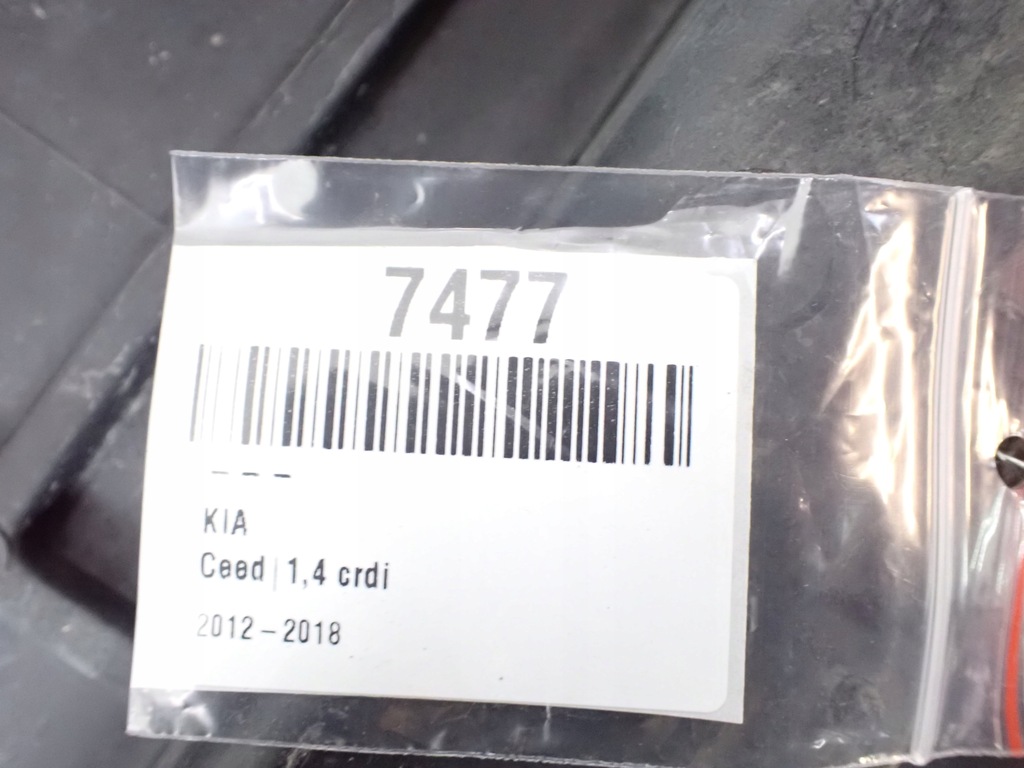 7477
- - -
KIA
Ceed | 1,4 crdi
2012 – 2018